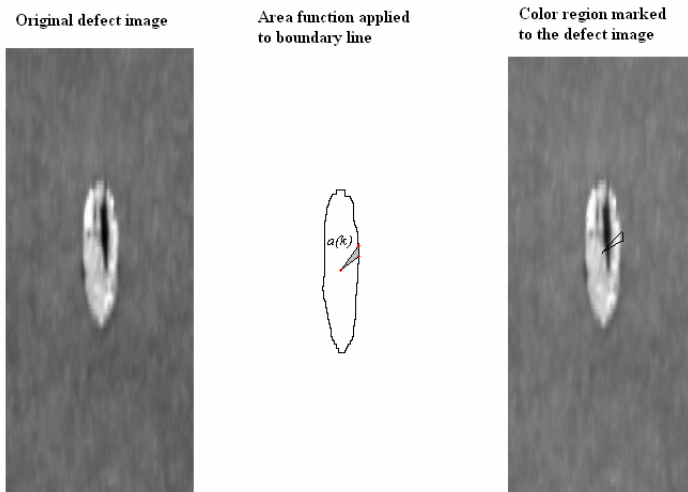 Original defect image
Area function applied
to boundary line
Color region marked
to the defect image
a(k)